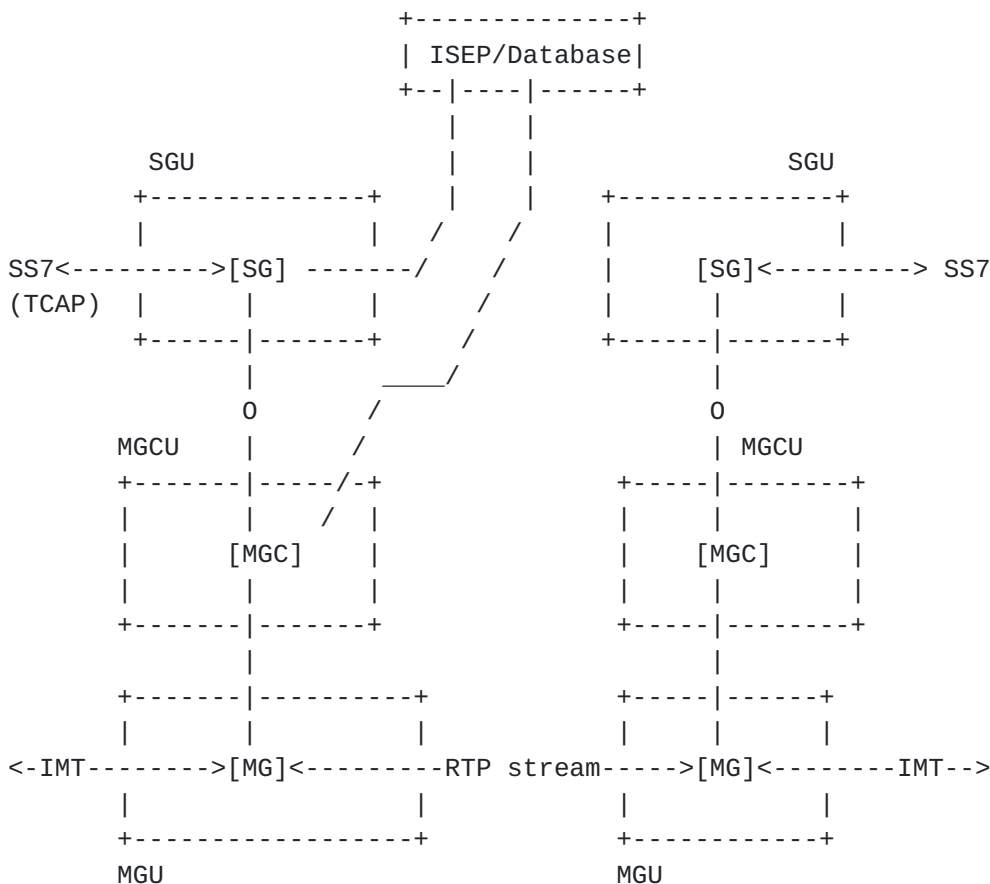 ISEP/Database
SGU SGU
SS7<--------->[SG] -------/ [SG]<---------> SS7
(TCAP)
O O
MGCU MGCU
[MGC] [MGC]
<-IMT-------->[MG]<---------RTP stream----->[MG]<--------IMT-->
MGU MGU